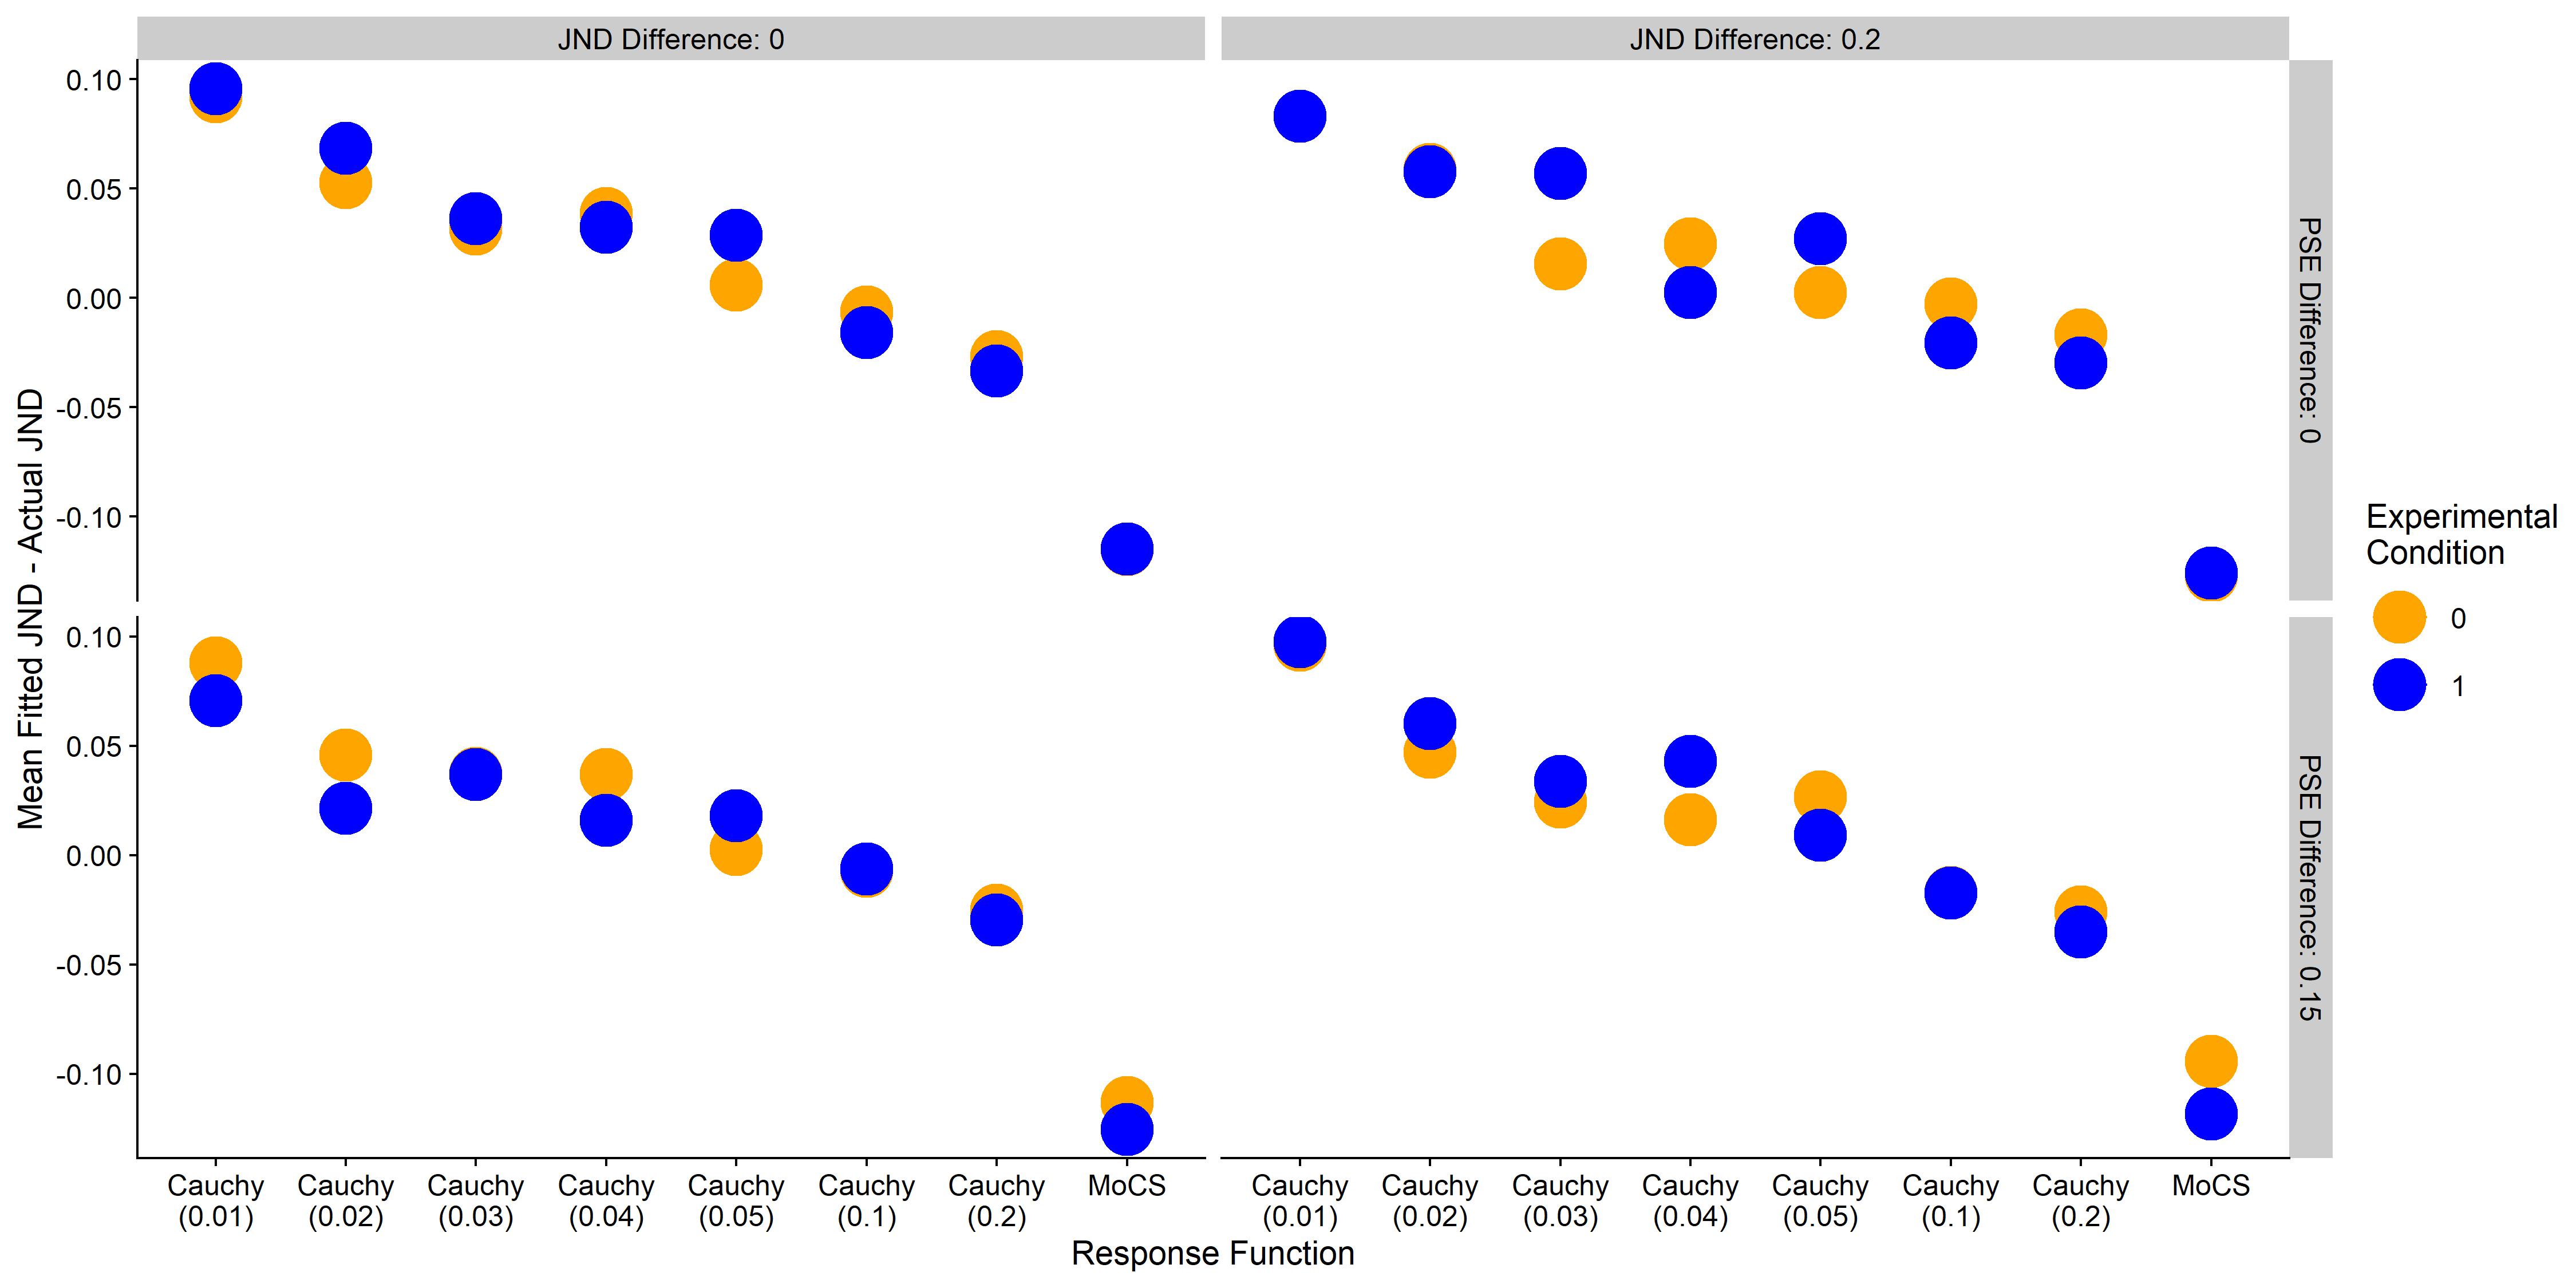 JND Difference: 0
JND Difference: 0.2
0.10
0.05
0.00
-0.05
-0.10
PSE Difference: 0
0.10
0.05
0.00
-0.05
-0.10
PSE Difference: 0.15
Mean Fitted JND - Actual JND
Cauchy
(0.01)
Cauchy
(0.02)
Cauchy
(0.03)
Cauchy
(0.04)
Cauchy
(0.05)
Cauchy
(0.1)
Cauchy
(0.2)
MoCS
Cauchy
(0.01)
Cauchy
(0.02)
Cauchy
(0.03)
Cauchy
(0.04)
Cauchy
(0.05)
Cauchy
(0.1)
Cauchy
(0.2)
MoCS
Response Function
Experimental
Condition
0
1